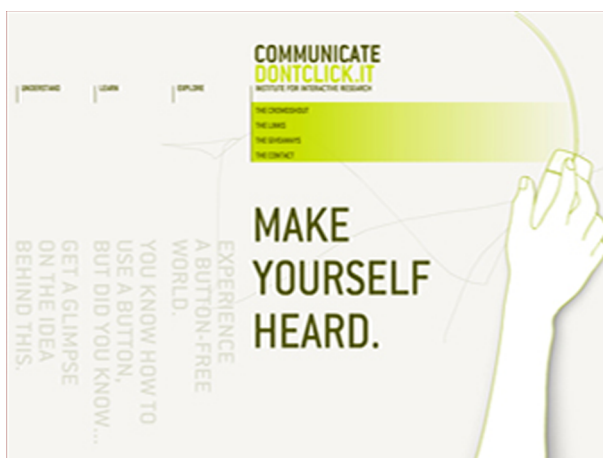 COMMUNICATE
DONTCLICK.IT
INSTITUTE FOR INTERACTIVE RESEARCH
UNDERSTAND
LEARN
EXPLORE
THE CROWDSHOUT
THE LINKS
THE GIVEAWAYS
THE CONTACT
MAKE
YOURSELF
HEARD.
EXPERIENCE
A BUTTON-FREE
WORLD.
YOU KNOW HOW TO
USE A BUTTON,
BUT DID YOU KNOW...
GET A GLIMPSE
ON THE IDEA
BEHIND THIS.